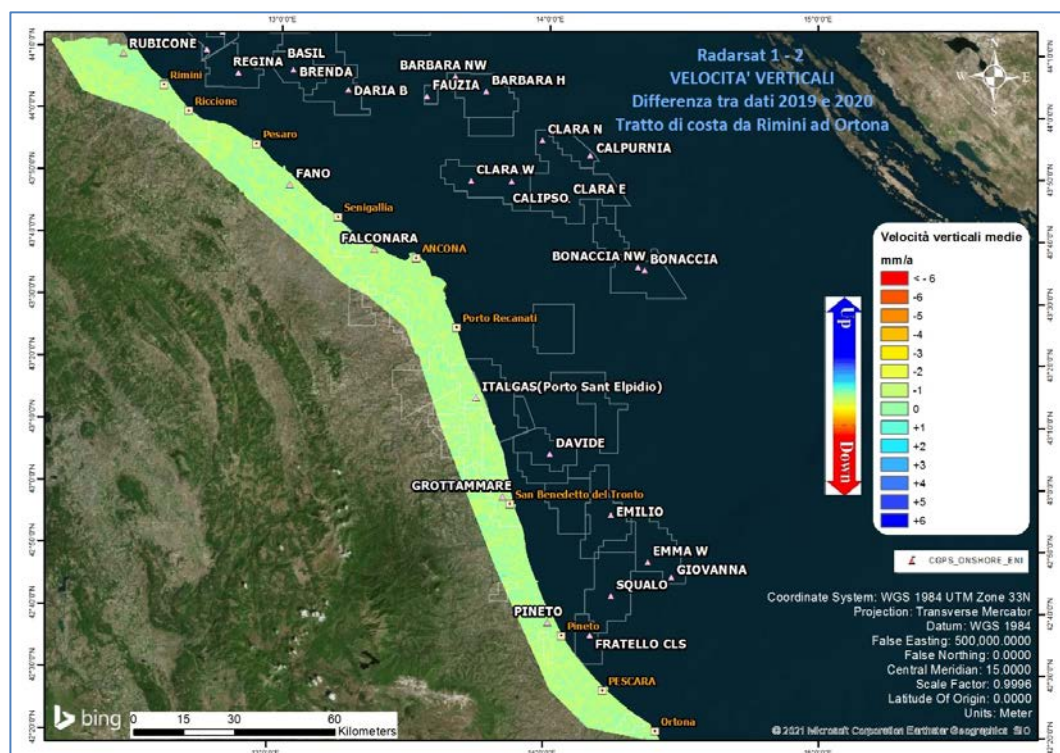 13°0'0"E
14°0'0"E
15°0'0"E
Radarsat 1 - 2
VELOCITA' VERTICALI
Differenza tra dati 2019 e 2020
Tratto di costa da Rimini ad Ortona
RUBICONE
REGINA
BASIL
BRENDA
DARIA B
BARBARA NW
FAUZIA
BARBARA H
Rimini
Riccione
Pesaro
FANO
CLARA N
CALPURNIA
CLARA W
CALIPSO
CLARA E
Senigallia
FALCONARA
ANCONA
BONACCIA NW
BONACCIA
Porto Recanati
ITALGAS(Porto Sant Elpidio)
DAVIDE
GROTTAMMARE
San Benedetto del Tronto
EMILIO
EMMA W
GIOVANNA
SQUALO
PINETO
Pineto
FRATELLO CLS
PESCARA
Ortona
N
W
E
S
Up
Down
Velocità verticali medie
mm/a
< - 6
-6
-5
-4
-3
-2
-1
0
+1
+2
+3
+4
+5
+6
CGPS_ONSHORE_ENI
Coordinate System: WGS 1984 UTM Zone 33N
Projection: Transverse Mercator
Datum: WGS 1984
False Easting: 500,000.0000
False Northing: 0.0000
Central Meridian: 15.0000
Scale Factor: 0.9996
Latitude Of Origin: 0.0000
Units: Meter
bing
0 15 30 60
Kilometers
© 2021 Microsoft Corporation Earthstar Geographics SIO